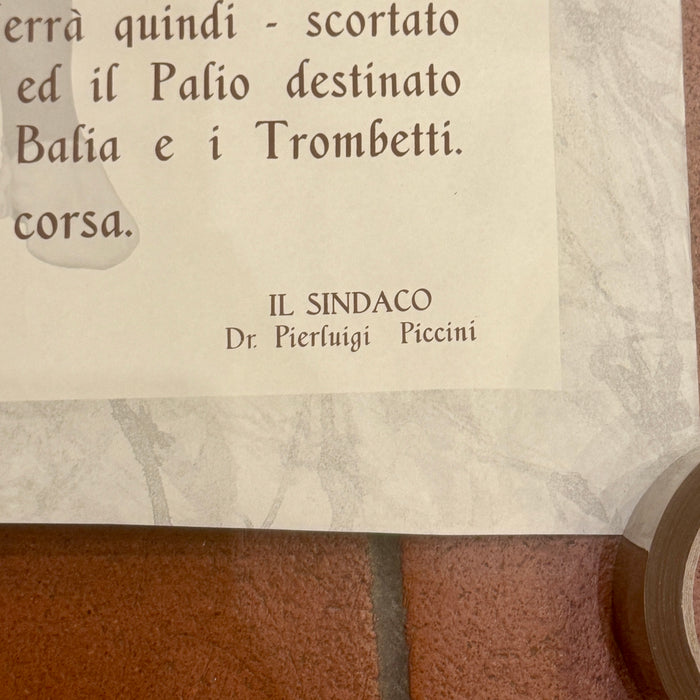 errà quindi - scortato
ed il Palio destinato
Balia e i Trombetti.
corsa.
IL SINDACO
Dr. Pierluigi Piccini